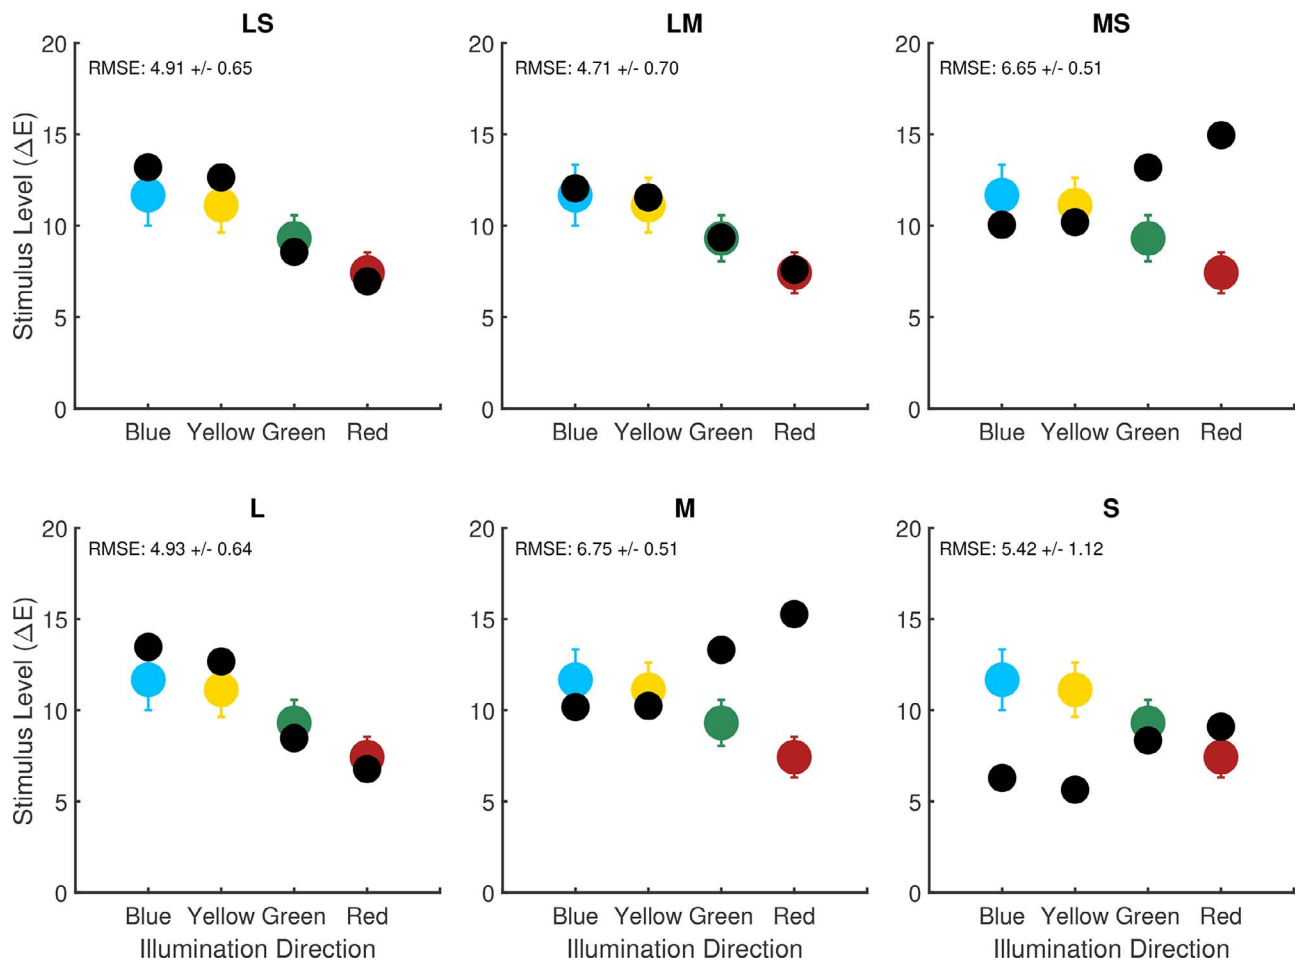 LS
RMSE: 4.91 +/- 0.65
Stimulus Level (ΔE)
20
15
10
5
0
Blue Yellow Green Red
LM
RMSE: 4.71 +/- 0.70
20
15
10
5
0
Blue Yellow Green Red
MS
RMSE: 6.65 +/- 0.51
20
15
10
5
0
Blue Yellow Green Red
L
RMSE: 4.93 +/- 0.64
Stimulus Level (ΔE)
20
15
10
5
0
Blue Yellow Green Red
Illumination Direction
M
RMSE: 6.75 +/- 0.51
20
15
10
5
0
Blue Yellow Green Red
Illumination Direction
S
RMSE: 5.42 +/- 1.12
20
15
10
5
0
Blue Yellow Green Red
Illumination Direction